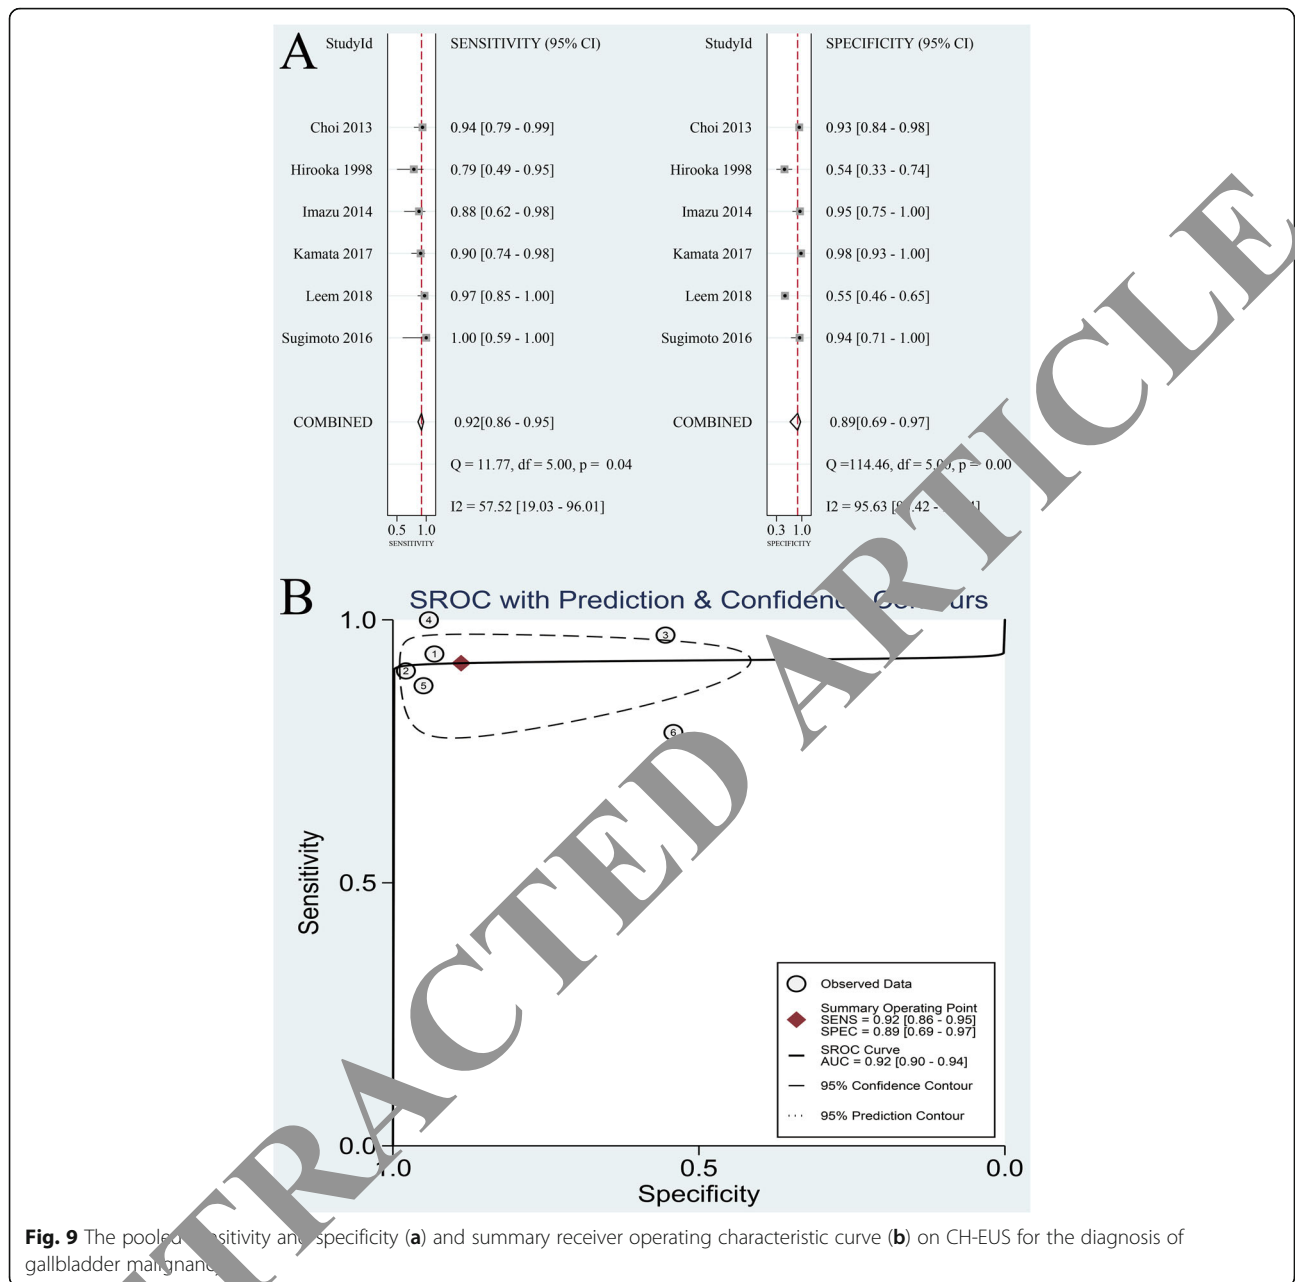 A
StudyId SENSITIVITY (95% CI) StudyId SPECIFICITY (95% CI)
Choi 2013 0.94 [0.79 - 0.99] Choi 2013 0.93 [0.84 - 0.98]
Hirooka 1998 0.79 [0.49 - 0.95] Hirooka 1998 0.54 [0.33 - 0.74]
Imazu 2014 0.88 [0.62 - 0.98] Imazu 2014 0.95 [0.75 - 1.00]
Kamata 2017 0.90 [0.74 - 0.98] Kamata 2017 0.98 [0.93 - 1.00]
Leem 2018 0.97 [0.85 - 1.00] Leem 2018 0.55 [0.46 - 0.65]
Sugimoto 2016 1.00 [0.59 - 1.00] Sugimoto 2016 0.94 [0.71 - 1.00]
COMBINED 0.92[0.86 - 0.95] COMBINED 0.89[0.69 - 0.97]
Q = 11.77, df = 5.00, p = 0.04 Q =114.46, df = 5.00, p = 0.00
I2 = 57.52 [19.03 - 96.01] I2 = 95.63
0.5 1.0 0.3 1.0
SENSITIVITY SPECIFICITY
B
SROC with Prediction & Confidence Contours
1.0
4
3
1
2
5
6
Sensitivity
0.5
Observed Data
Summary Operating Point
SENS = 0.92 [0.86 - 0.95]
SPEC = 0.89 [0.69 - 0.97]
SROC Curve
AUC = 0.92 [0.90 - 0.94]
95% Confidence Contour
95% Prediction Contour
0.0
1.0 0.5 0.0
Specificity
Fig. 9 The pooled sensitivity and specificity (a) and summary receiver operating characteristic curve (b) on CH-EUS for the diagnosis of
gallbladder malignancy
TRACTED ARTICLE